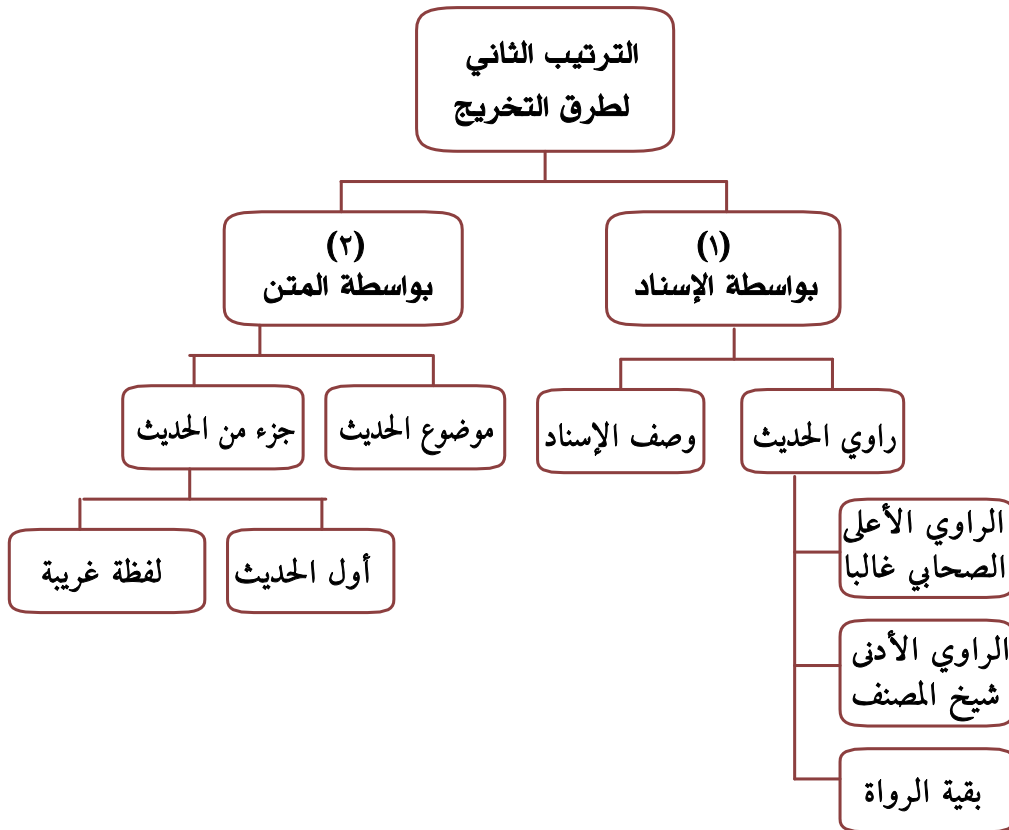 الترتيب الثاني
لطرق التخريج
(١)
بواسطة الإسناد
(٢)
بواسطة المتن
راوي الحديث
وصف الإسناد
موضوع الحديث
جزء من الحديث
الراوي الأعلى
الصحابي غالبا
الراوي الأدنى
شيخ المصنف
بقية الرواة
أول الحديث
لفظة غريبة